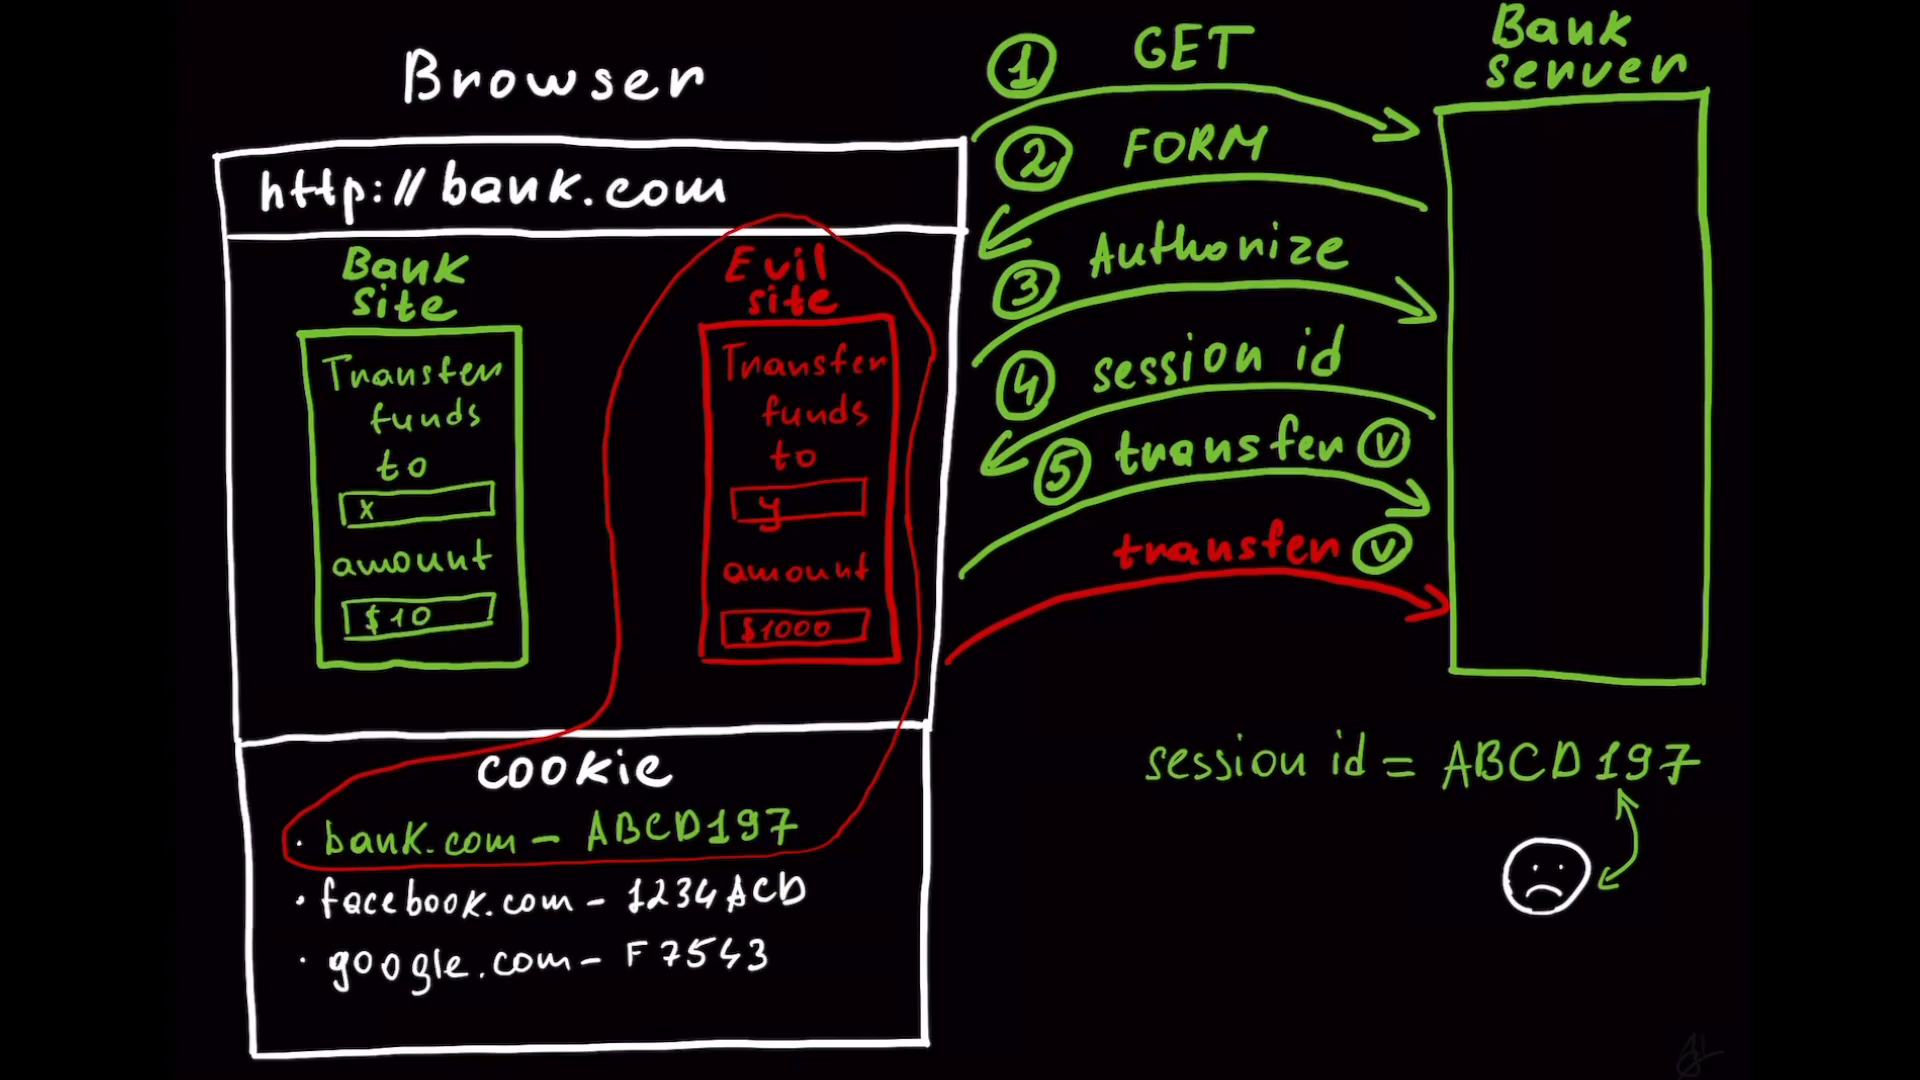 Browser
http://bank.com
Bank
site
Transfer
funds
to
x
amount
$10
Evil
site
Transfer
funds
to
y
amount
$1000
cookie
· bank.com - ABCD197
· facebook.com - 1234ACD
· google.com - F7543
1 GET
2 FORM
3 Authorize
4 session id
5 transfer v
transfer v
Bank
server
session id = ABCD197